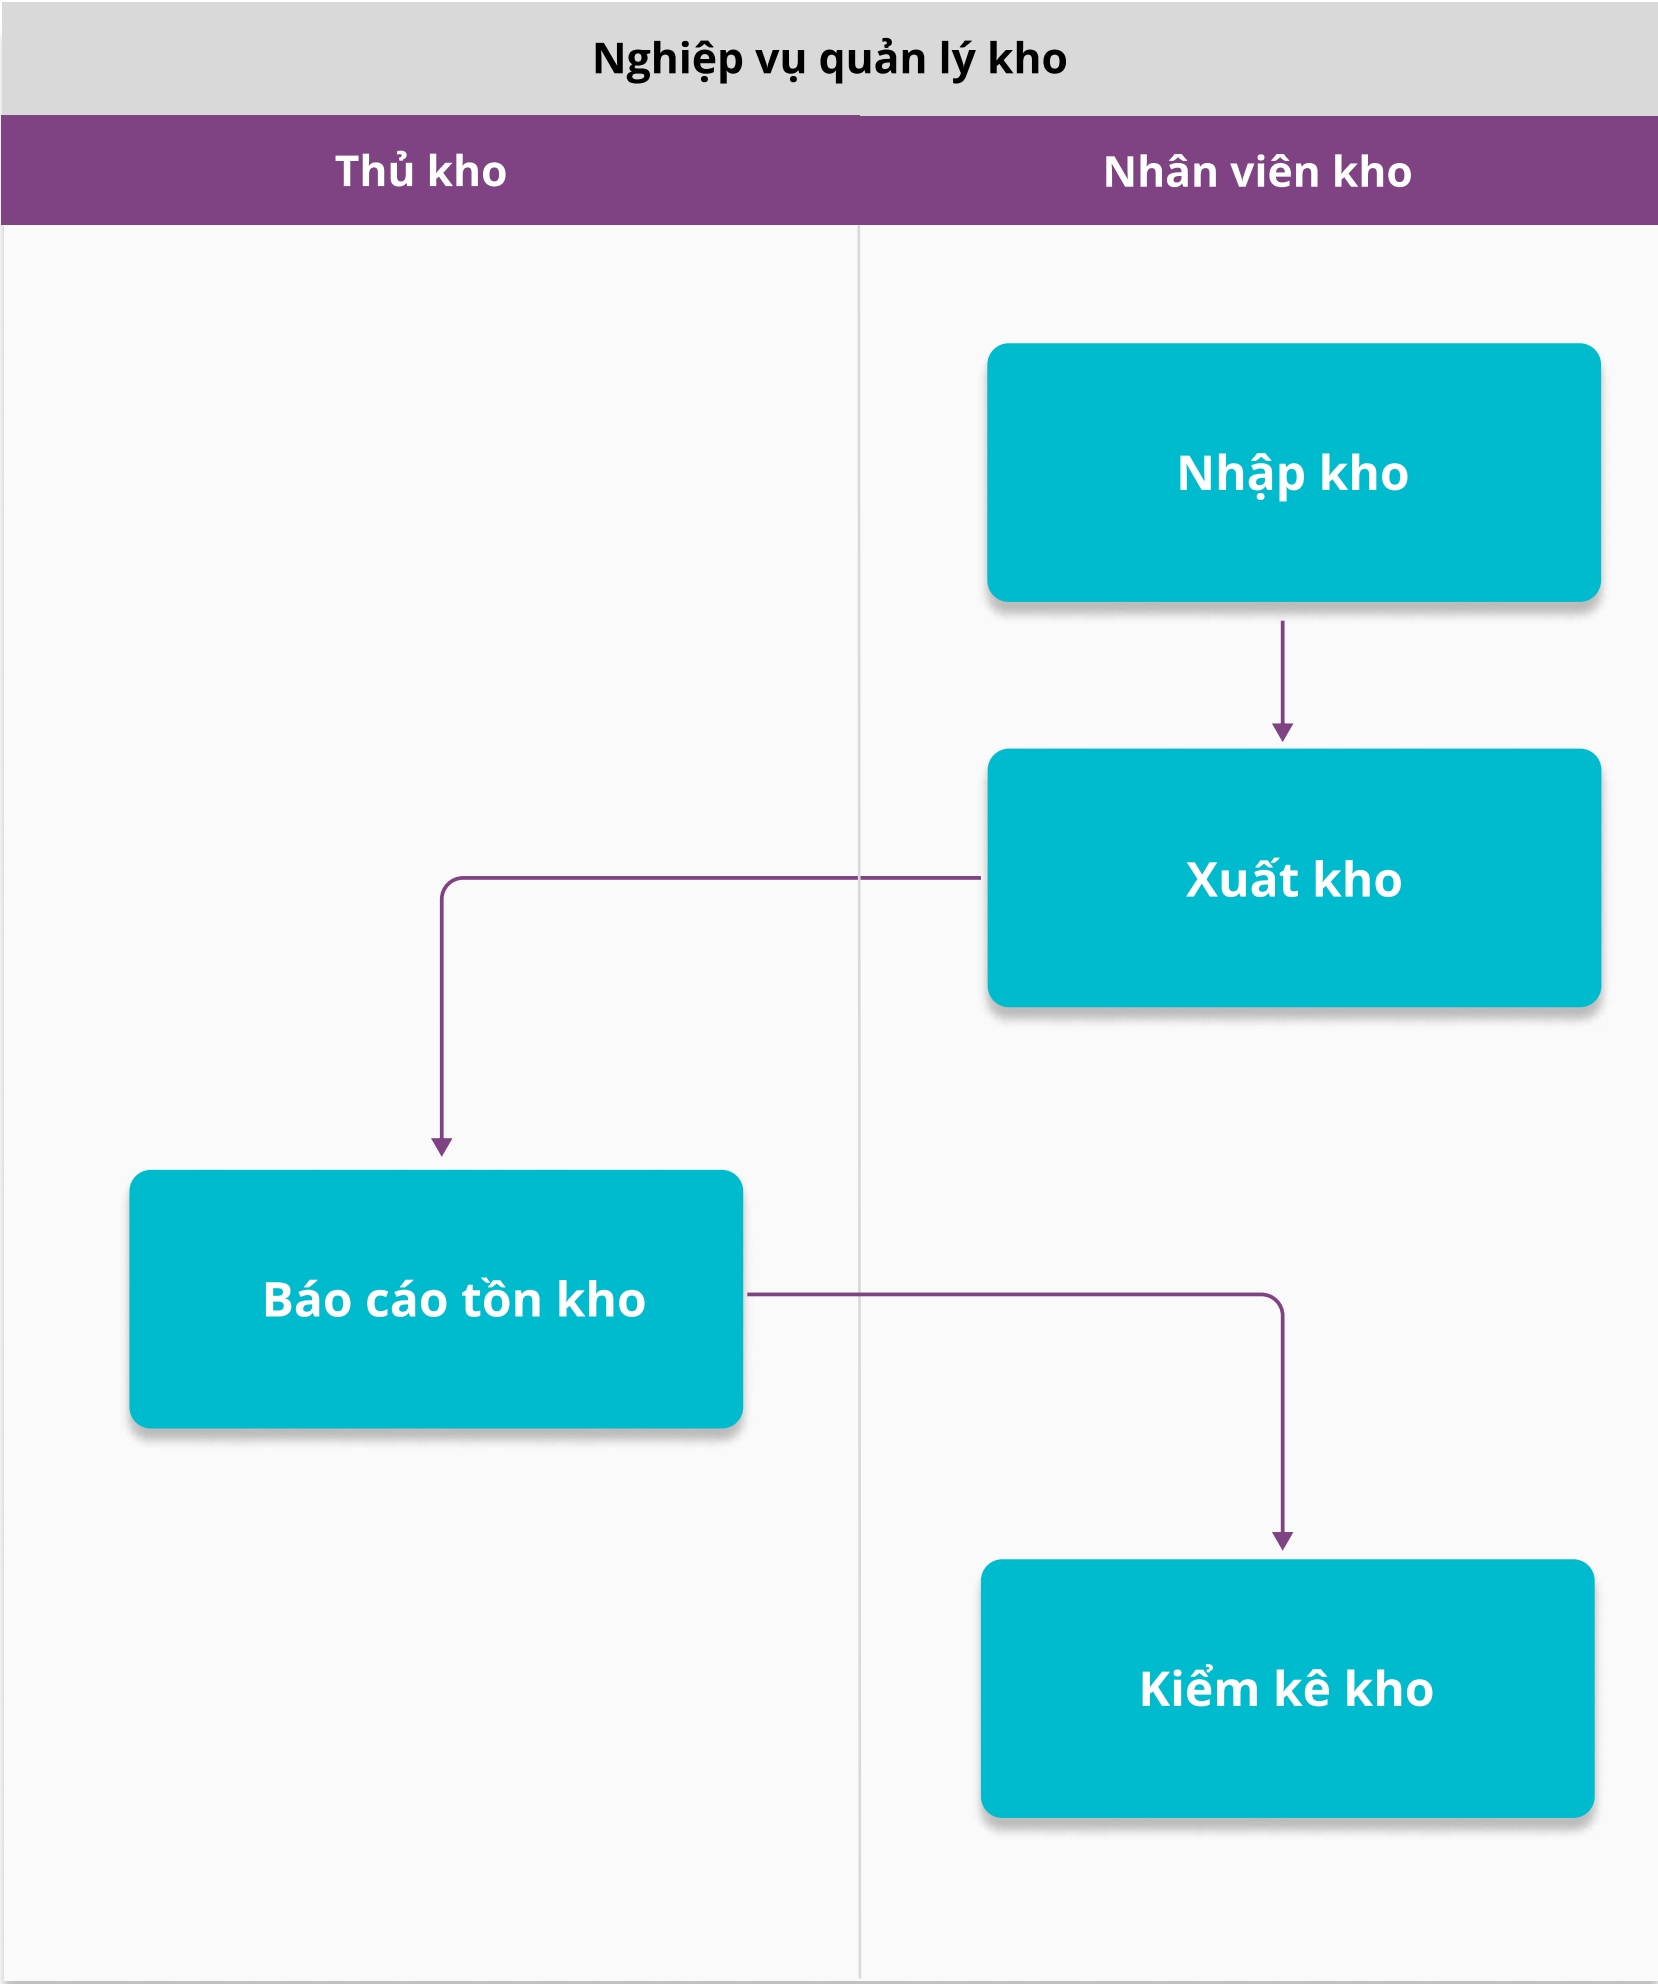 Nghiệp vụ quản lý kho
Thủ kho
Nhân viên kho
Nhập kho
Xuất kho
Báo cáo tồn kho
Kiểm kê kho